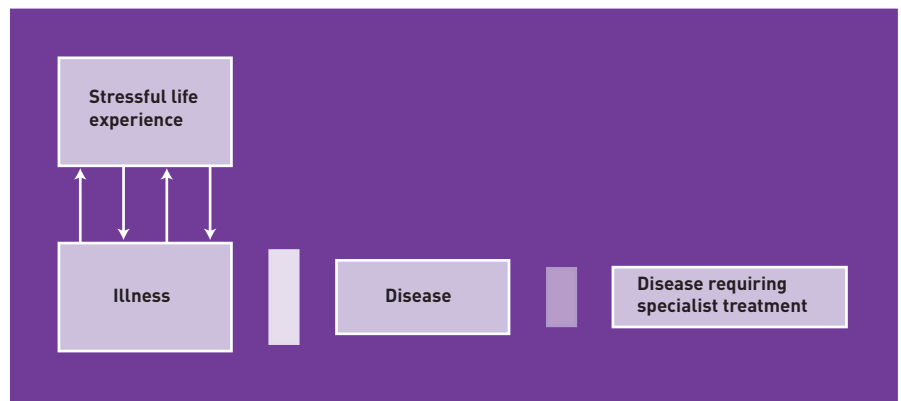 Stressful life
experience
Illness
Disease
Disease requiring
specialist treatment